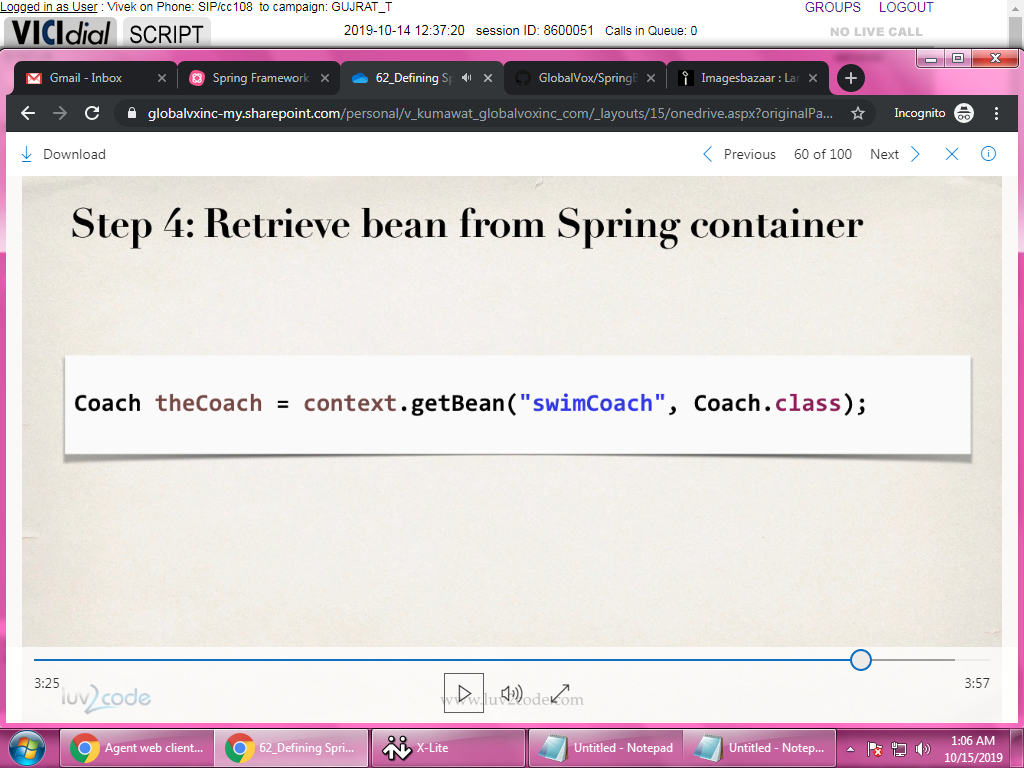 Logged in as User : Vivek on Phone: SIP/cc108 to campaign: GUJRAT_T
GROUPS LOGOUT
VICIdial SCRIPT 2019-10-14 12:37:20 session ID: 8600051 Calls in Queue: 0 NO LIVE CALL
Gmail - Inbox
Spring Framework
62_Defining Sp
GlobalVox/SpringB
Imagesbazaar : Lar
globalvxinc-my.sharepoint.com/personal/v_kumawat_globalvoxinc_com/_layouts/15/onedrive.aspx?originalPa... Incognito
Download Previous 60 of 100 Next
Step 4: Retrieve bean from Spring container
Coach theCoach = context.getBean("swimCoach", Coach.class);
3:25 3:57
luv2code www.luv2code.com
Agent web client... 62_Defining Spri... X-Lite Untitled - Notepad Untitled - Notep... 1:06 AM
10/15/2019